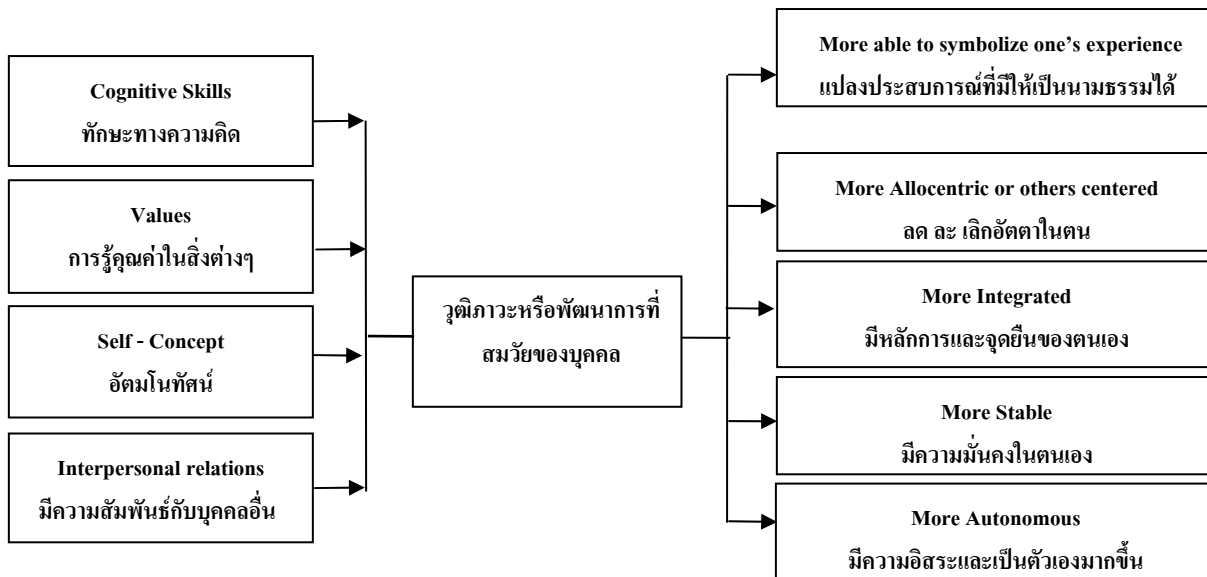 Cognitive Skills
ทักษะทางความคิด
Values
การรู้คุณค่าในสิ่งต่างๆ
Self - Concept
อัตมโนทัศน์
Interpersonal relations
มีความสัมพันธ์กับบุคคลอื่น
วุฒิภาวะหรือพัฒนาการที่
สมวัยของบุคคล
More able to symbolize one’s experience
แปลงประสบการณ์ที่มีให้เป็นนามธรรมได้
More Allocentric or others centered
ลด ละ เลิกอัตตาในตน
More Integrated
มีหลักการและจุดยืนของตนเอง
More Stable
มีความมั่นคงในตนเอง
More Autonomous
มีความอิสระและเป็นตัวเองมากขึ้น